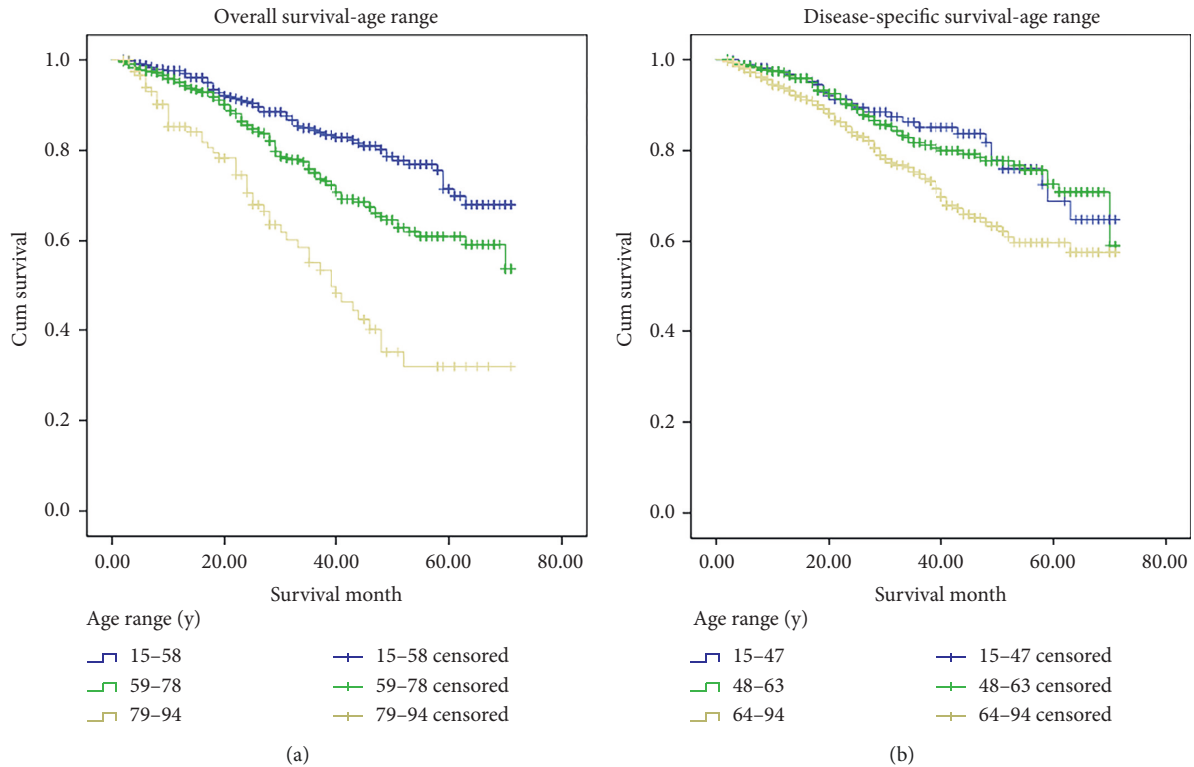 Overall survival-age range
1.0
0.8
0.6
0.4
0.2
0.0
Cum survival
0.00 20.00 40.00 60.00 80.00
Survival month
Age range (y)
15–58 15–58 censored
59–78 59–78 censored
79–94 79–94 censored
(a)
Disease-specific survival-age range
1.0
0.8
0.6
0.4
0.2
0.0
Cum survival
0.00 20.00 40.00 60.00 80.00
Survival month
Age range (y)
15–47 15–47 censored
48–63 48–63 censored
64–94 64–94 censored
(b)